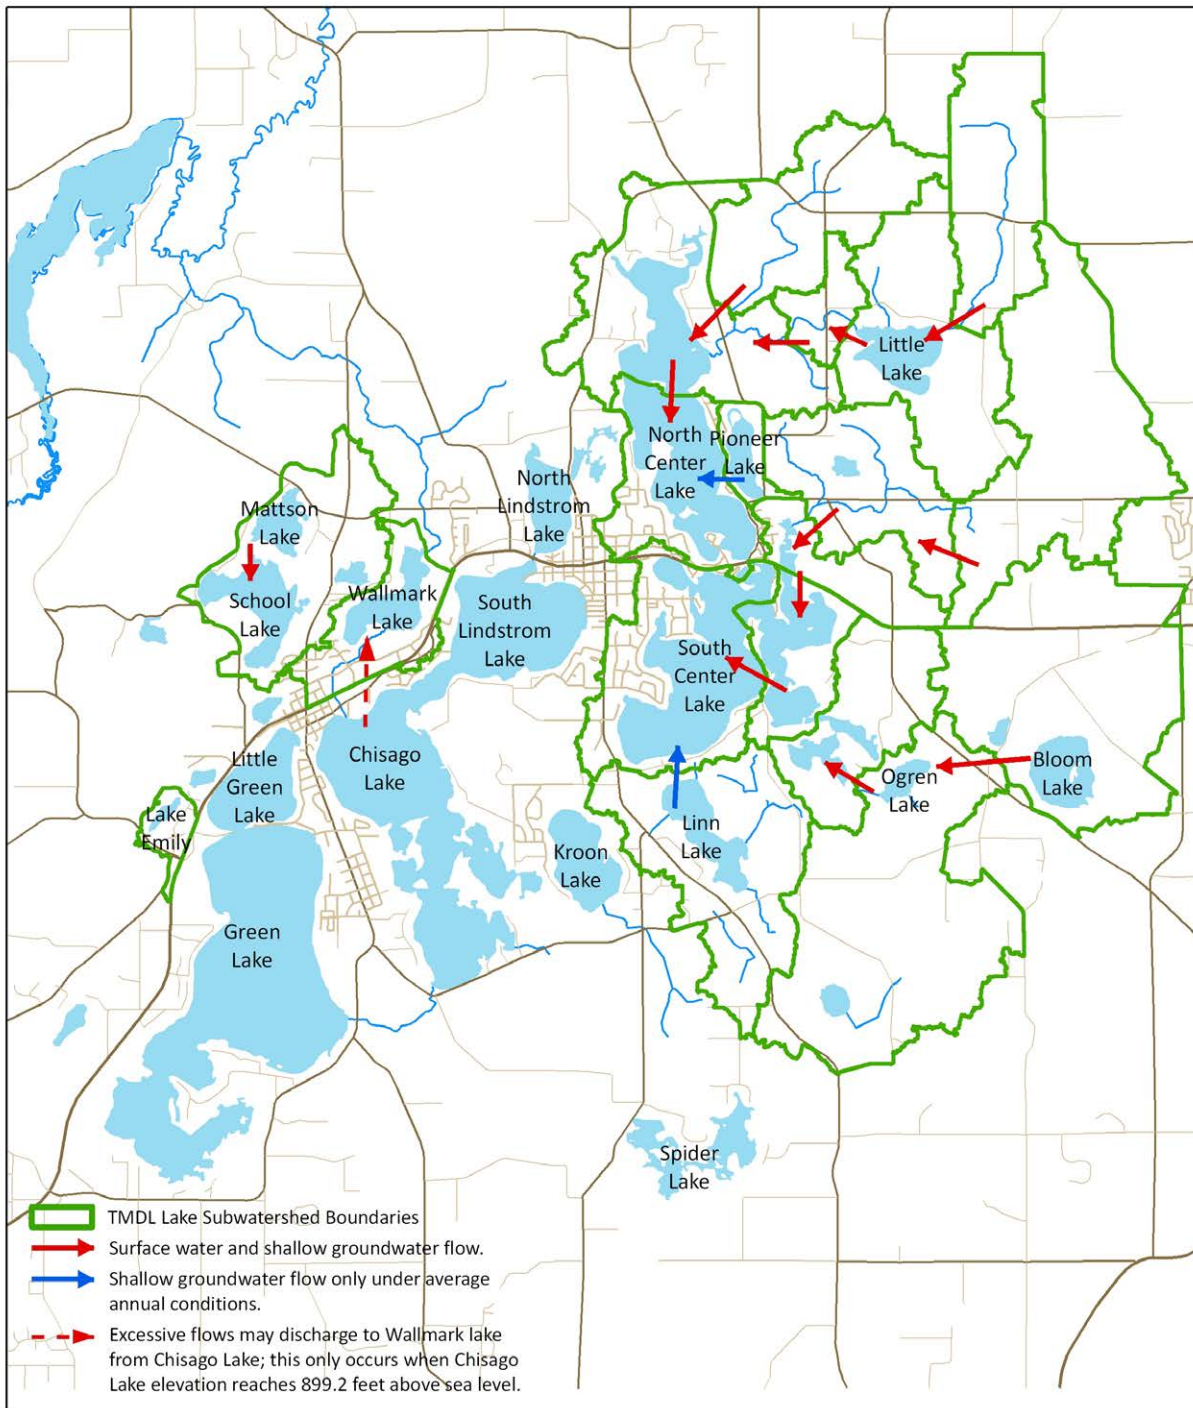 Little
Lake
North
Center
Lake
Pioneer
Lake
North
Lindstrom
Lake
Mattson
Lake
School
Lake
Wallmark
Lake
South
Lindstrom
Lake
South
Center
Lake
Chisago
Lake
Little
Green
Lake
Lake
Emily
Ogren
Lake
Bloom
Lake
Linn
Lake
Kroon
Lake
Green
Lake
Spider
Lake
TMDL Lake Subwatershed Boundaries
Surface water and shallow groundwater flow.
Shallow groundwater flow only under average
annual conditions.
Excessive flows may discharge to Wallmark lake
from Chisago Lake; this only occurs when Chisago
Lake elevation reaches 899.2 feet above sea level.